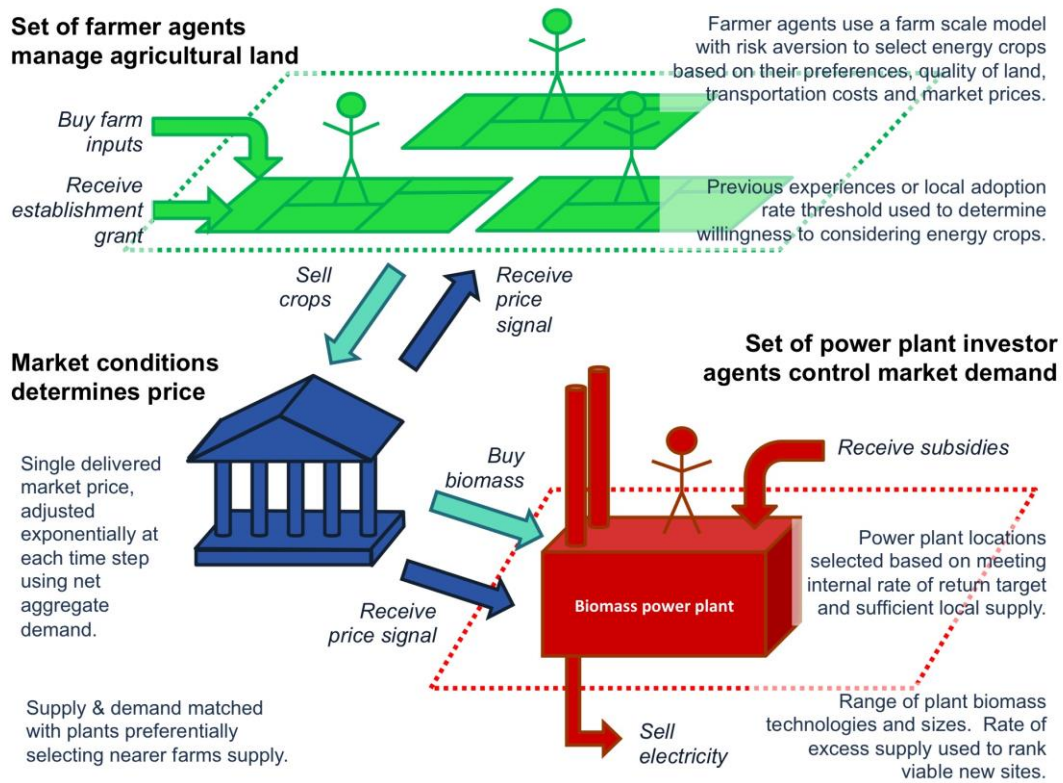 Set of farmer agents
manage agricultural land
Farmer agents use a farm scale model
with risk aversion to select energy crops
based on their preferences, quality of land,
transportation costs and market prices.
Buy farm
inputs
Receive
establishment
grant
Previous experiences or local adoption
rate threshold used to determine
willingness to considering energy crops.
Sell
crops
Receive
price
signal
Market conditions
determines price
Set of power plant investor
agents control market demand
Single delivered
market price,
adjusted
exponentially at
each time step
using net
aggregate
demand.
Buy
biomass
Receive subsidies
Receive
price signal
Biomass power plant
Power plant locations
selected based on meeting
internal rate of return target
and sufficient local supply.
Supply & demand matched
with plants preferentially
selecting nearer farms supply.
Sell
electricity
Range of plant biomass
technologies and sizes.  Rate of
excess supply used to rank
viable new sites.